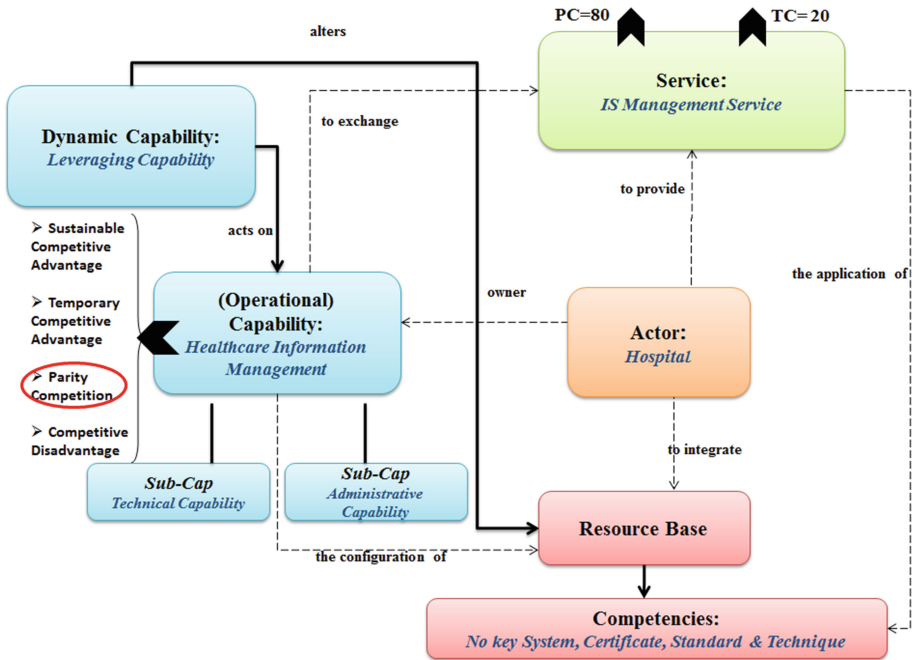 PC=80
TC= 20
alters
Service:
IS Management Service
to exchange
Dynamic Capability:
Leveraging Capability
to provide
➢ Sustainable
Competitive
Advantage
acts on
the application of
(Operational)
Capability:
Healthcare Information
Management
owner
➢ Temporary
Competitive
Advantage
Actor:
Hospital
➢ Parity
Competition
➢ Competitive
Disadvantage
to integrate
Sub-Cap
Technical Capability
Sub-Cap
Administrative
Capability
Resource Base
the configuration of
Competencies:
No key System, Certificate, Standard & Technique